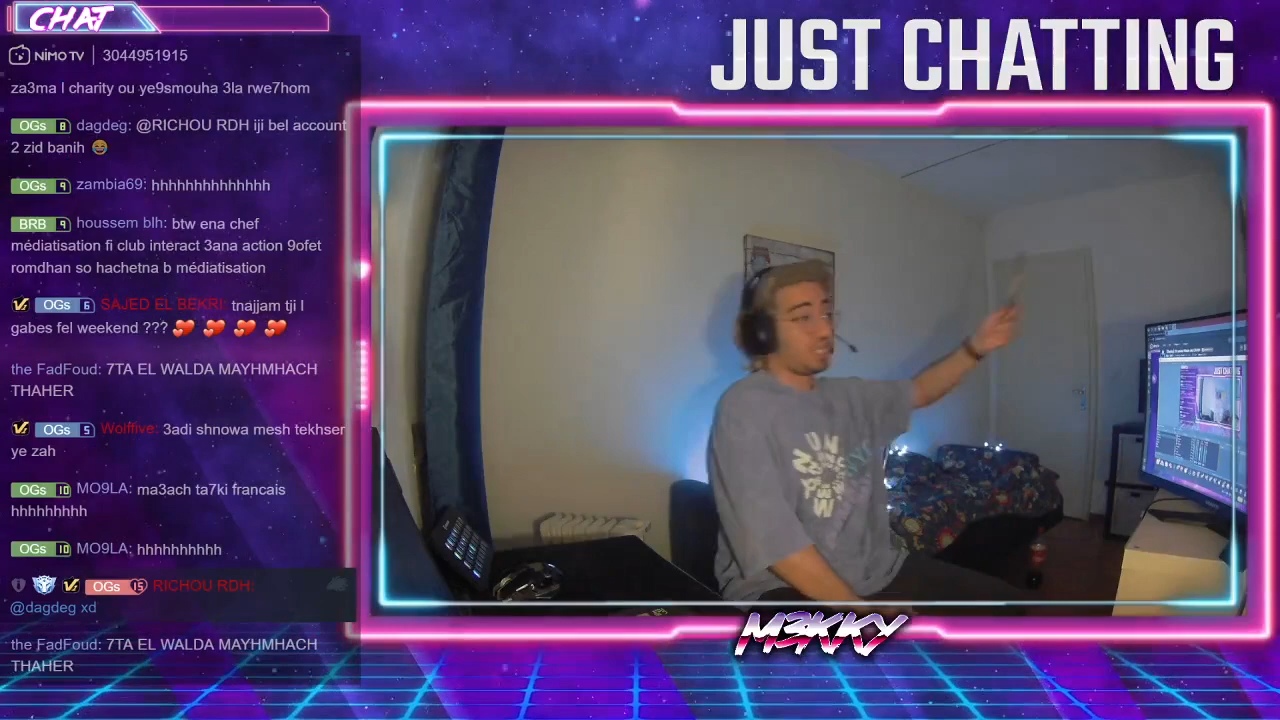 CHAT
JUST CHATTING
NIMO TV | 3044951915
za3ma l charity ou ye9smouha 3la rwe7hom
OGs 8 dagdeg: @RICHOU RDH iji bel account
2 zid banih
OGs 9 zambia69: hhhhhhhhhhhhhh
BRB 9 houssem blh: btw ena chef
médiatisation fi club interact 3ana action 9ofet
romdhan so hachetna b médiatisation
OGs 6 SAJED EL BEKRI: tnajjam tji l
gabes fel weekend ???
the FadFoud: 7TA EL WALDA MAYHMHACH
THAHER
OGs 5 Wolffive: 3adi shnowa mesh tekhser
ye zah
OGs 10 MO9LA: ma3ach ta7ki francais
hhhhhhhhh
OGs 10 MO9LA: hhhhhhhhhh
OGs 15 RICHOU RDH:
@dagdeg xd
the FadFoud: 7TA EL WALDA MAYHMHACH
THAHER
M3KKY